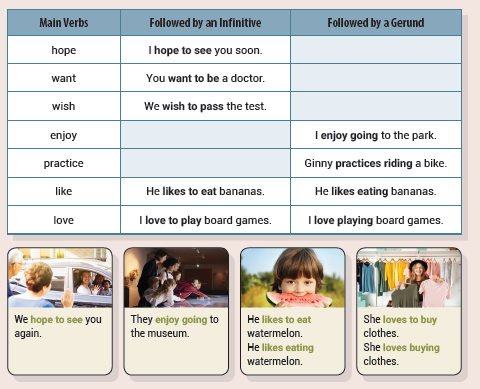 Main Verbs Followed by an Infinitive Followed by a Gerund
hope I hope to see you soon.
want You want to be a doctor.
wish We wish to pass the test.
enjoy I enjoy going to the park.
practice Ginny practices riding a bike.
like He likes to eat bananas. He likes eating bananas.
love I love to play board games. I love playing board games.
We hope to see you
again.
They enjoy going to
the museum.
He likes to eat
watermelon.
He likes eating
watermelon.
She loves to buy
clothes.
She loves buying
clothes.